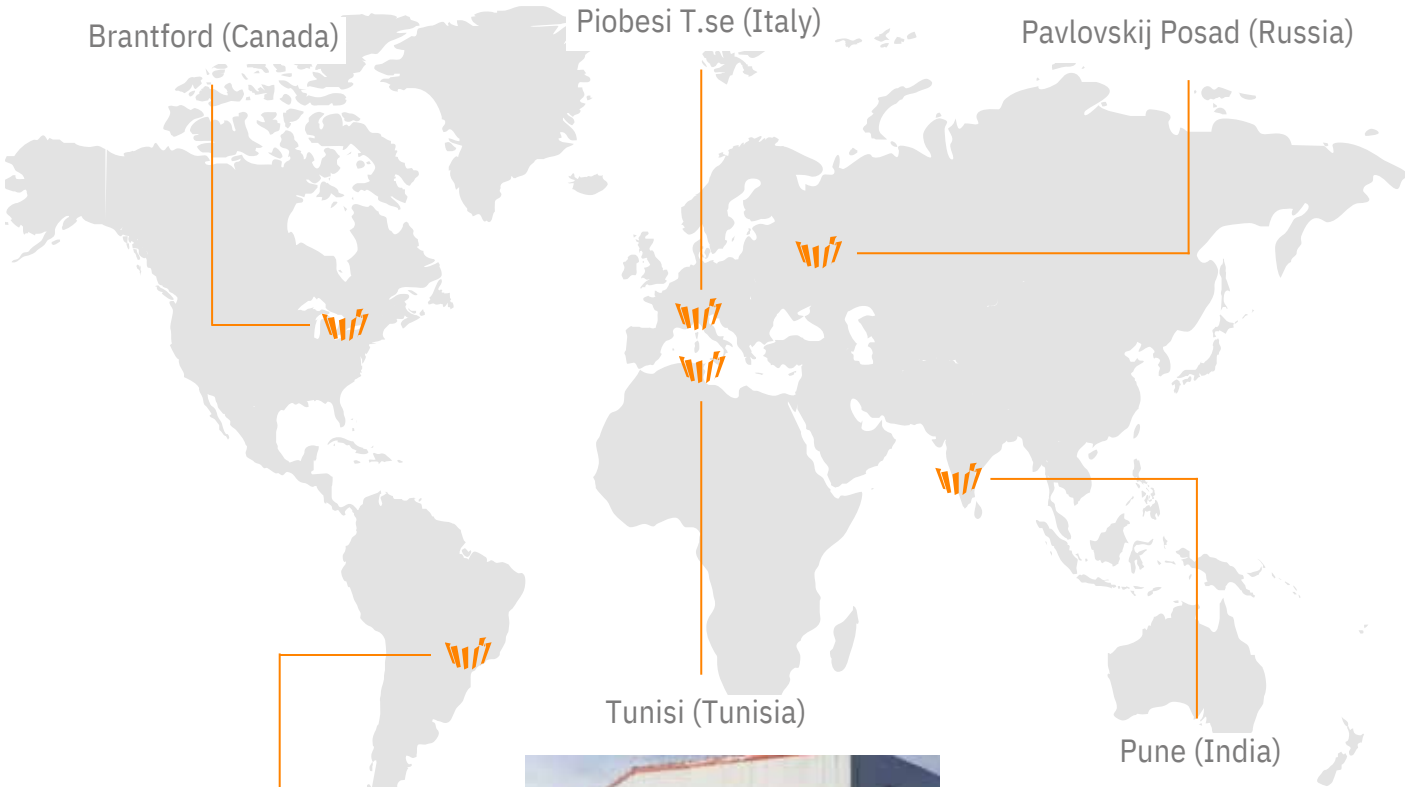 Brantford (Canada)
Piobesi T.se (Italy)
Pavlovskij Posad (Russia)
Tunisi (Tunisia)
Pune (India)